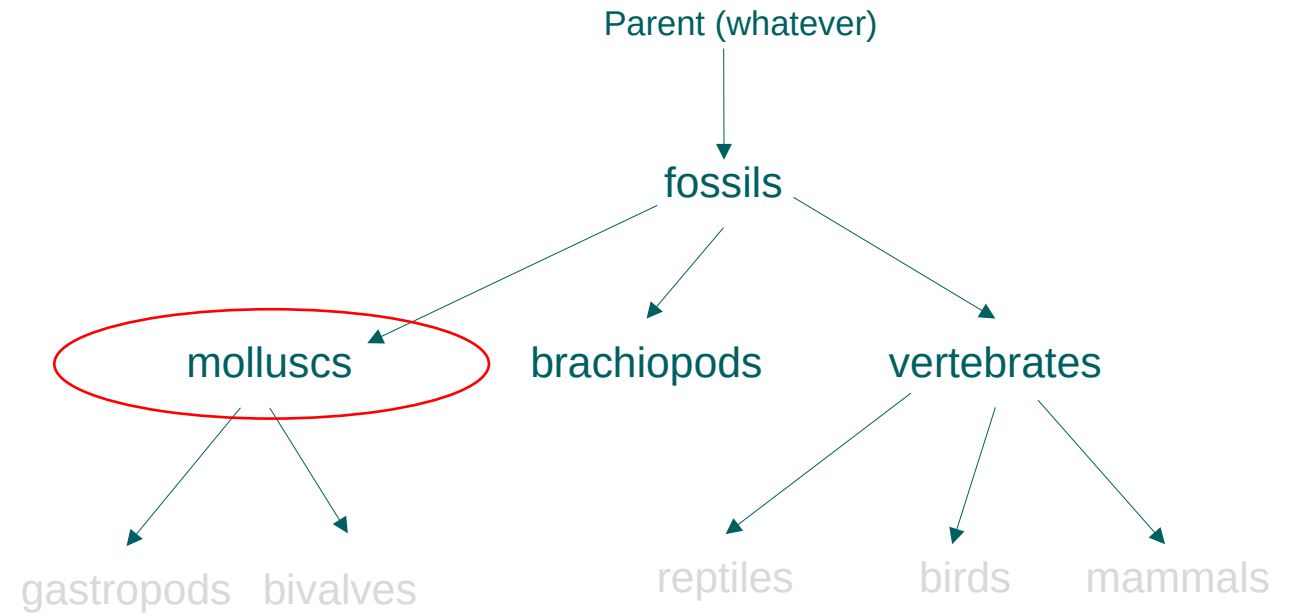 Parent (whatever)
fossils
molluscs brachiopods vertebrates
gastropods bivalves reptiles birds mammals